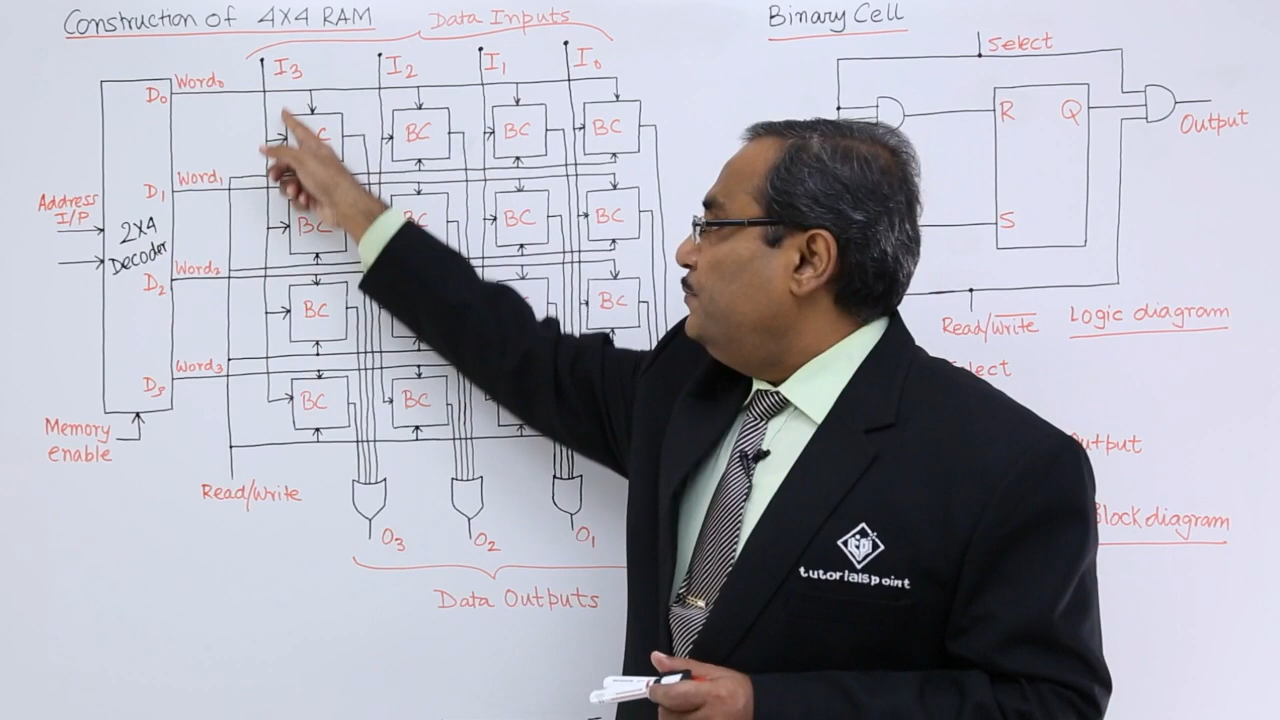 Construction of 4X4 RAM
Data Inputs
I3 I2 I1 I0
D0 Word0
BC BC BC
D1 Word1
Address
I/P
2X4
Decoder
BC BC BC
D2 Word2
BC BC
D3 Word3
BC BC
Memory
enable
Read/Write
O3 O2 O1
Data Outputs
Binary Cell
Select
R Q
Output
S
Read/Write
Logic diagram
Output
Block diagram
tutorialspoint